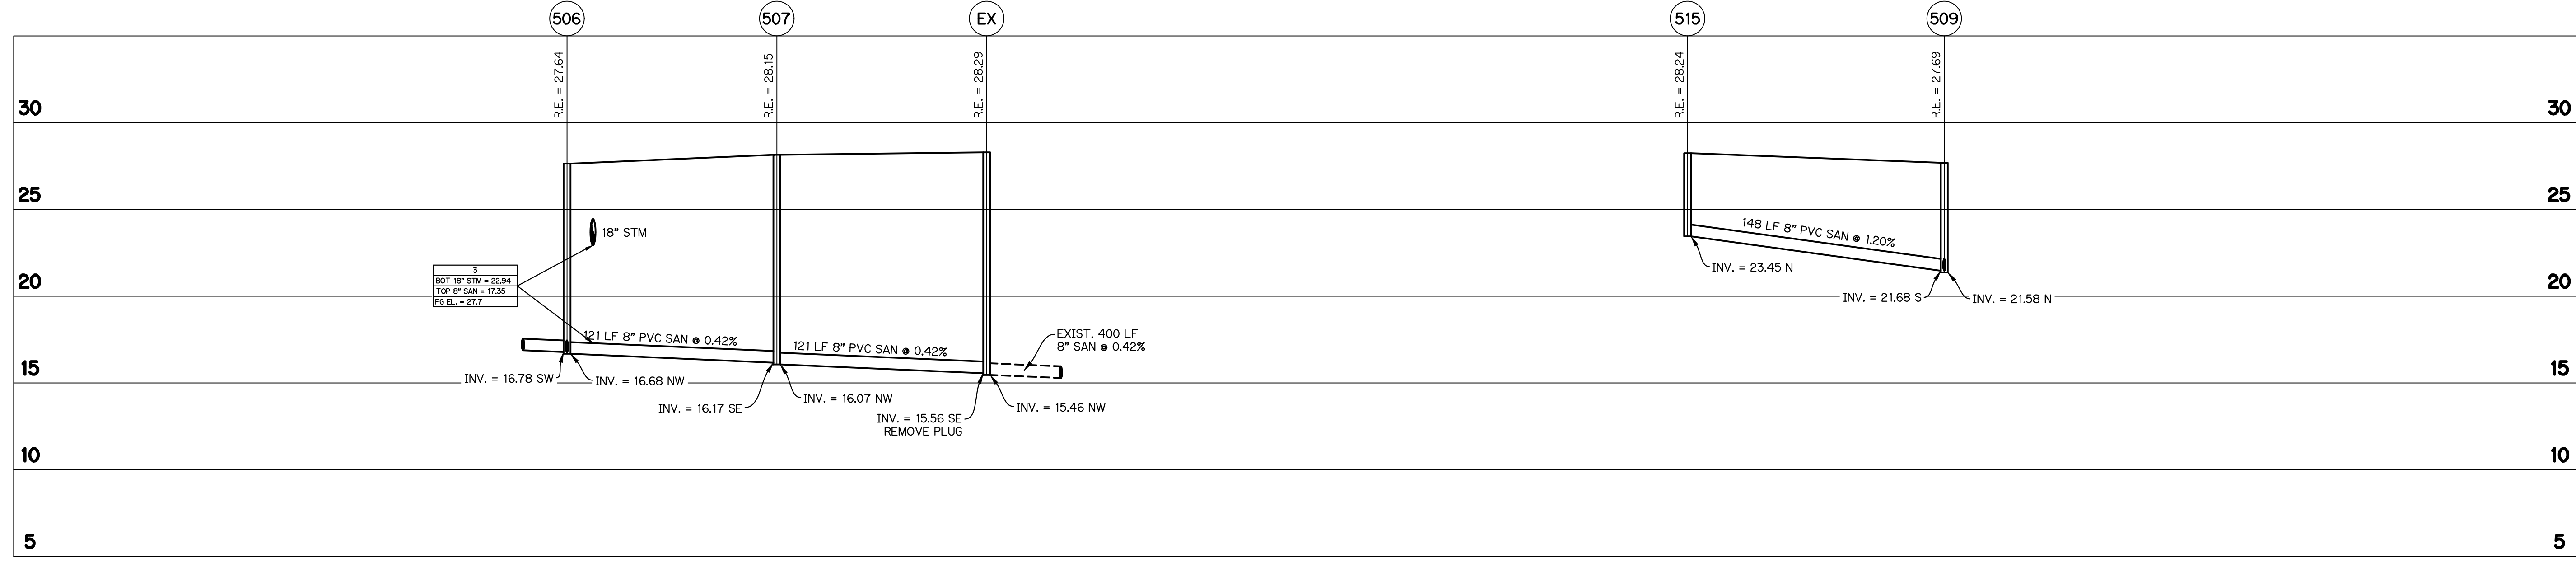 506
507
EX
515
509
R.E. = 27.64
R.E. = 28.15
R.E. = 28.29
R.E. = 28.24
R.E. = 27.69
30
30
25
25
18" STM
148 LF 8" PVC SAN @ 1.20%
3
BOT 18" STM = 22.94
TOP 8" SAN = 17.35
FG EL. = 27.7
INV. = 23.45 N
20
20
INV. = 21.68 S
INV. = 21.58 N
121 LF 8" PVC SAN @ 0.42%
121 LF 8" PVC SAN @ 0.42%
EXIST. 400 LF
8" SAN @ 0.42%
15
15
INV. = 16.78 SW
INV. = 16.68 NW
INV. = 16.17 SE
INV. = 16.07 NW
INV. = 15.56 SE
REMOVE PLUG
INV. = 15.46 NW
10
10
5
5